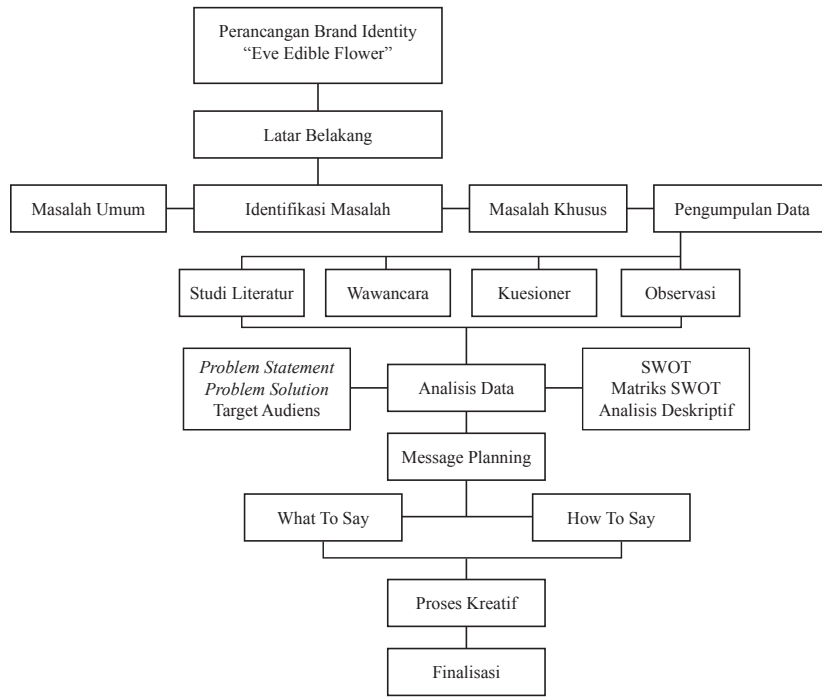 Perancangan Brand Identity
“Eve Edible Flower”
Latar Belakang
Masalah Umum
Identifikasi Masalah
Masalah Khusus
Pengumpulan Data
Studi Literatur
Wawancara
Kuesioner
Observasi
Problem Statement
Problem Solution
Target Audiens
Analisis Data
SWOT
Matriks SWOT
Analisis Deskriptif
Message Planning
What To Say
How To Say
Proses Kreatif
Finalisasi